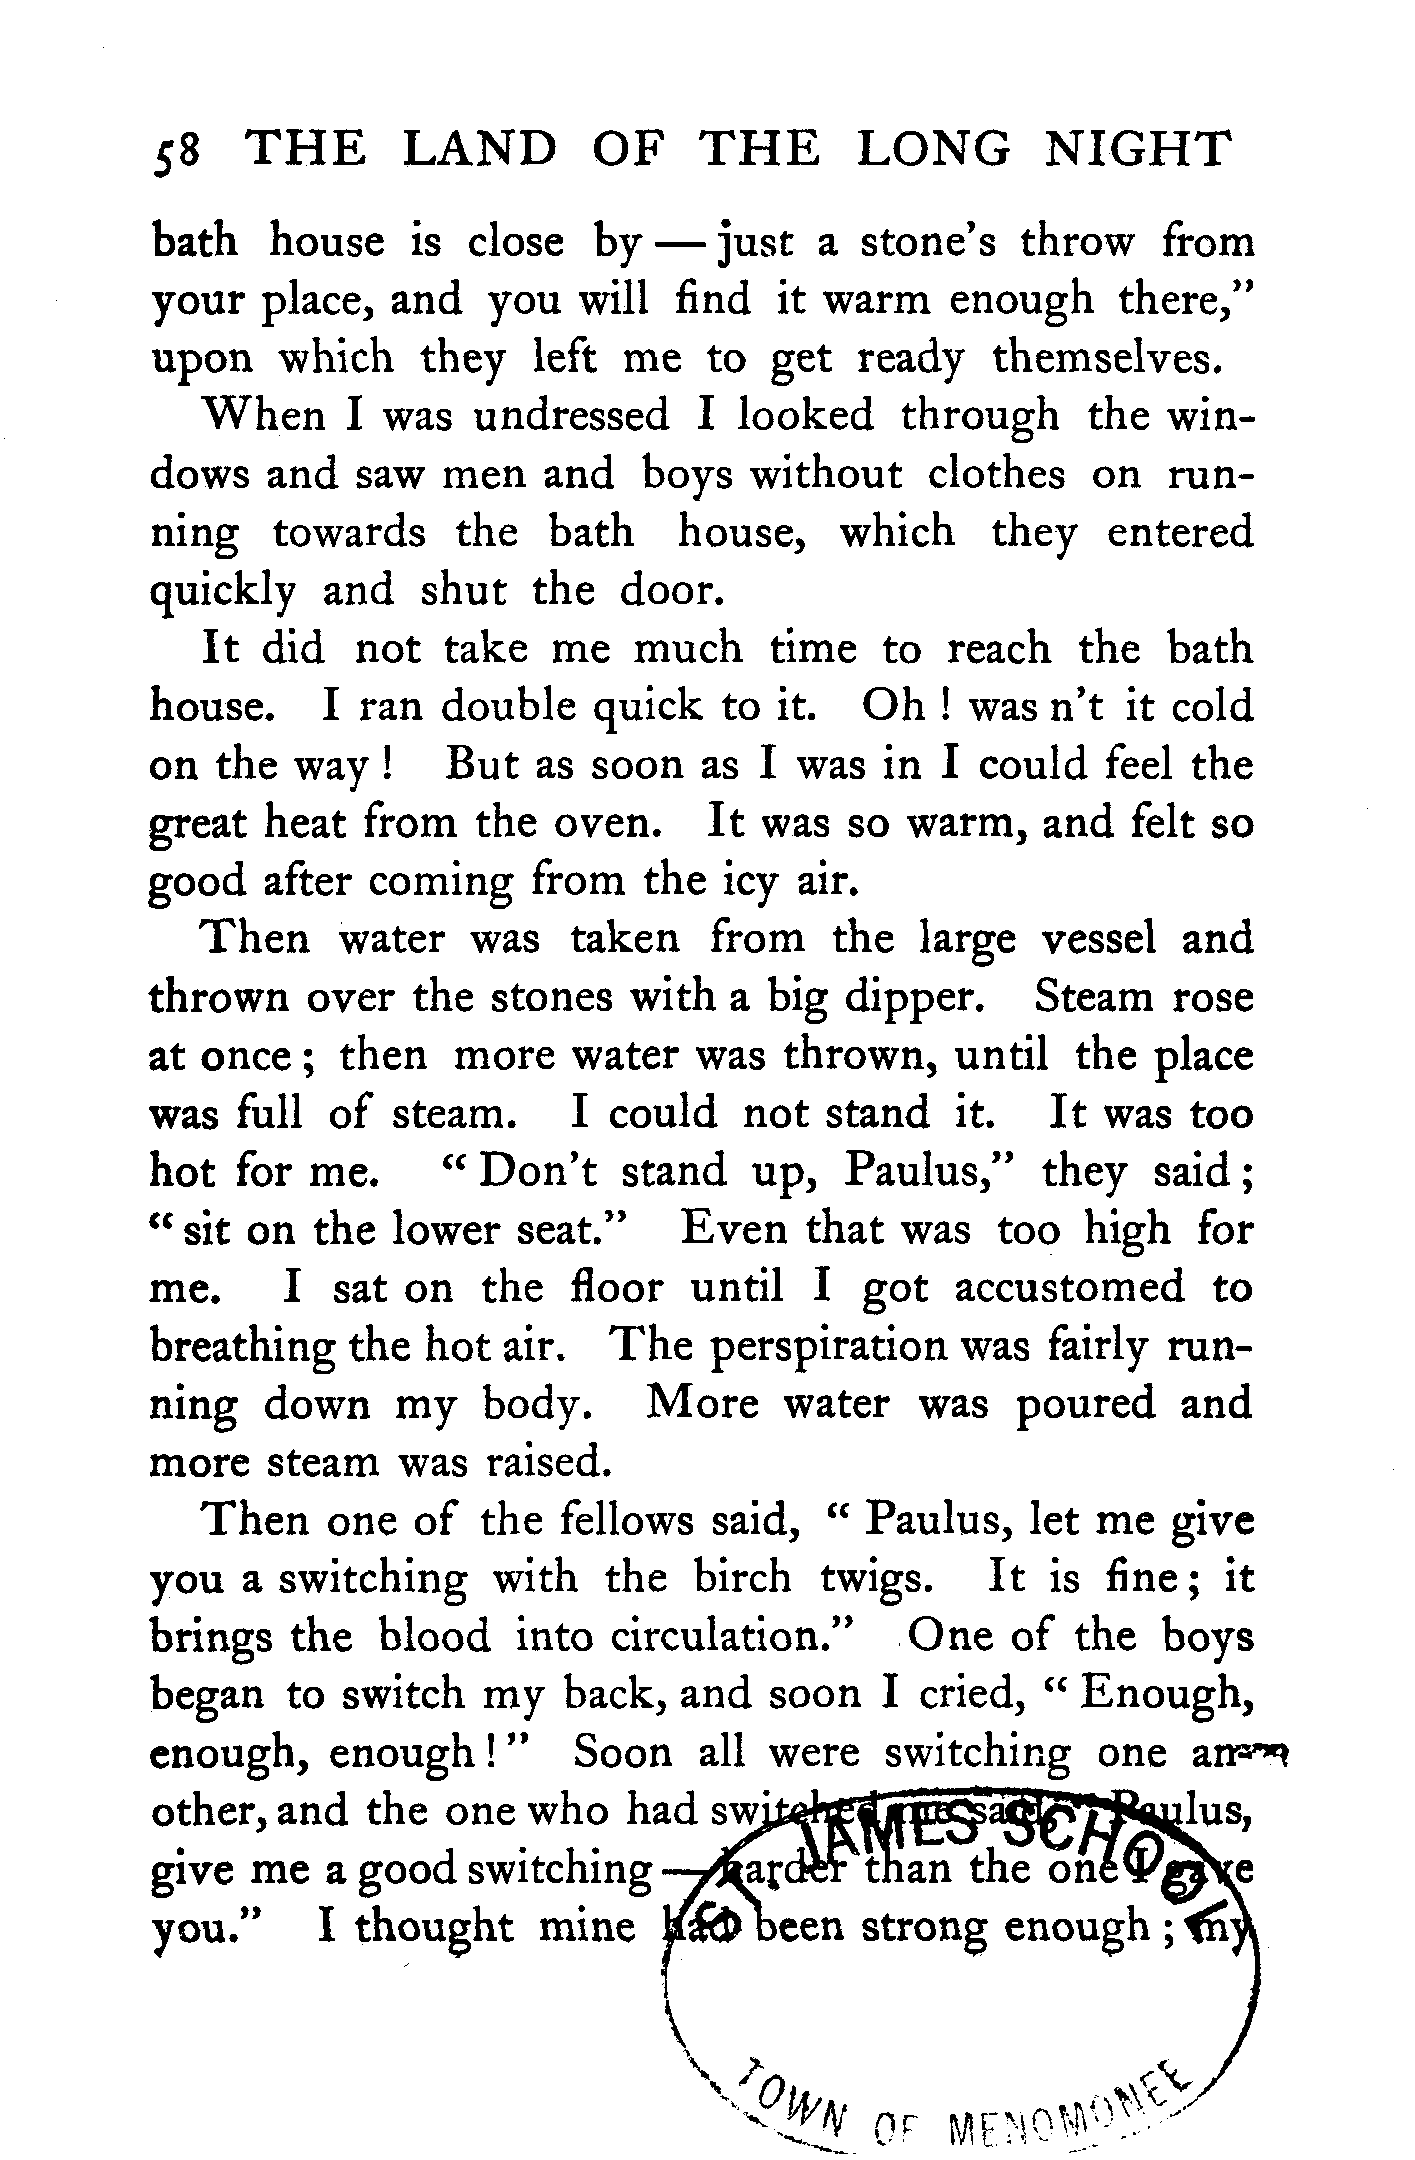 58 THE LAND OF THE LONG NIGHT
bath house is close by — just a stone's throw from
your place, and you will find it warm enough there,"
upon which they left me to get ready themselves.
When I was undressed I looked through the win-
dows and saw men and boys without clothes on run-
ning towards the bath house, which they entered
quickly and shut the door.
It did not take me much time to reach the bath
house. I ran double quick to it. Oh ! was n't it cold
on the way ! But as soon as I was in I could feel the
great heat from the oven. It was so warm, and felt so
good after coming from the icy air.
Then water was taken from the large vessel and
thrown over the stones with a big dipper. Steam rose
at once ; then more water was thrown, until the place
was full of steam. I could not stand it. It was too
hot for me. " Don't stand up, Paulus," they said ;
" sit on the lower seat." Even that was too high for
me. I sat on the floor until I got accustomed to
breathing the hot air. The perspiration was fairly run-
ning down my body. More water was poured and
more steam was raised.
Then one of the fellows said, " Paulus, let me give
you a switching with the birch twigs. It is fine ; it
brings the blood into circulation." One of the boys
began to switch my back, and soon I cried, " Enough,
enough, enough ! " Soon all were switching one an-
other, and the one who had switched me said, " Paulus,
give me a good switching — harder than the one I gave
you." I thought mine had been strong enough ; my
ST. JAMES SCHOOL
TOWN OF MENOMONEE